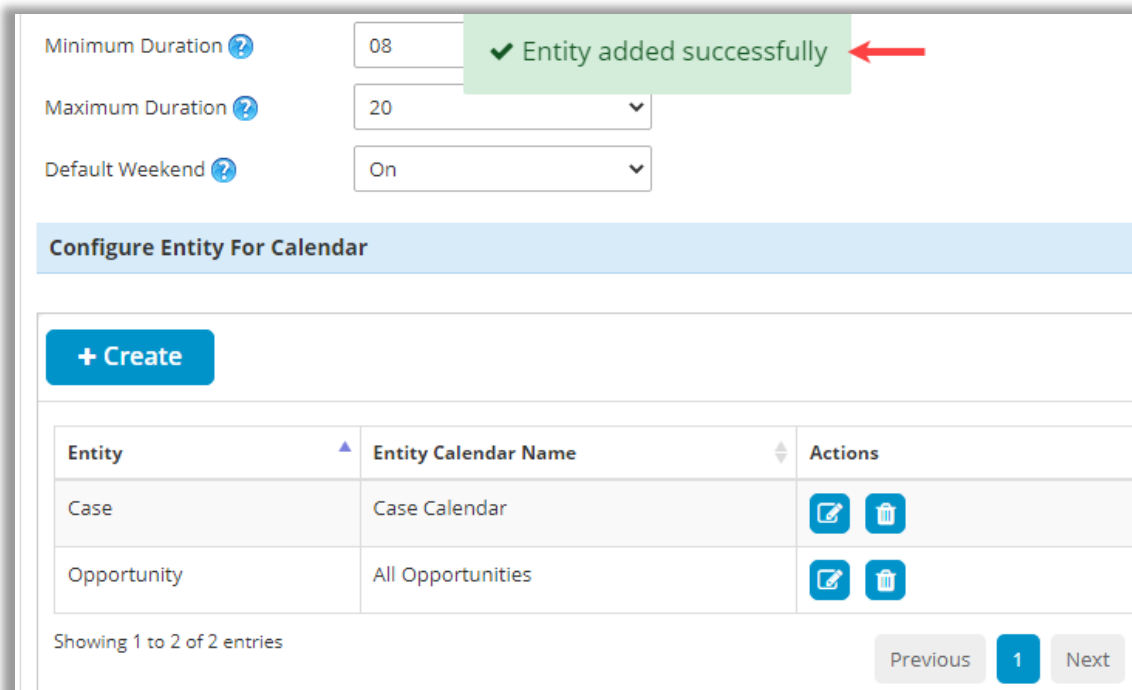 Minimum Duration ?
08
✔ Entity added successfully
Maximum Duration ?
20
Default Weekend ?
On
Configure Entity For Calendar
+ Create
Entity Entity Calendar Name Actions
Case Case Calendar
Opportunity All Opportunities
Showing 1 to 2 of 2 entries
Previous 1 Next